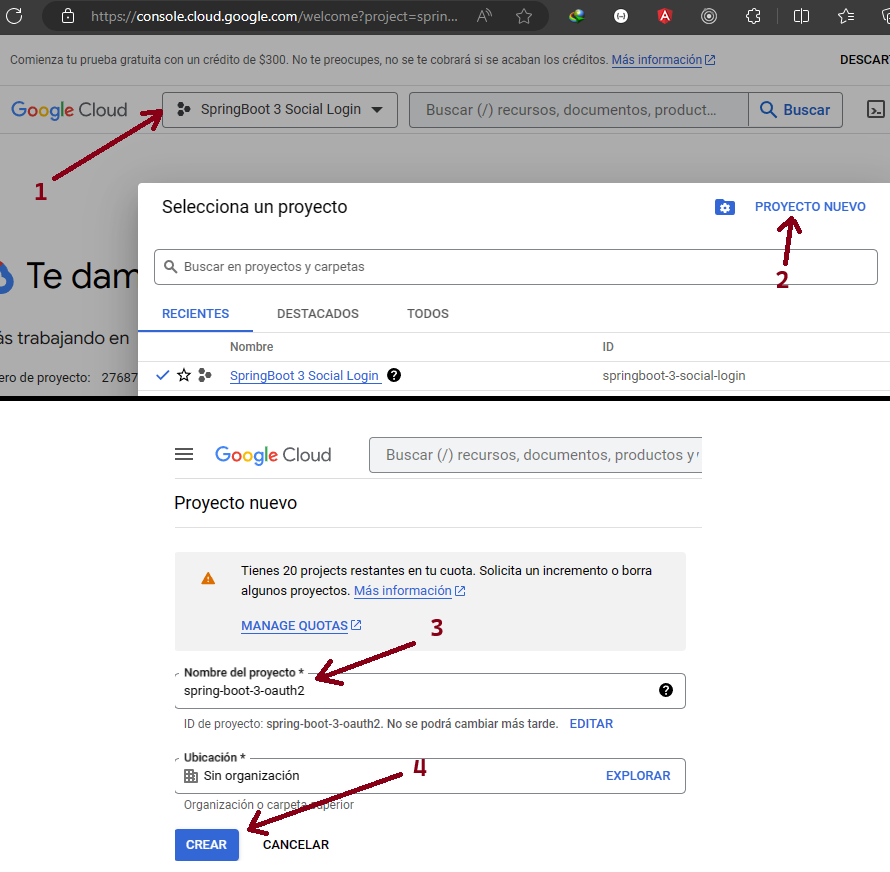 https://console.cloud.google.com/welcome?project=sprin...
Comienza tu prueba gratuita con un crédito de $300. No te preocupes, no se te cobrará si se acaban los créditos. Más información
DESCAR
Google Cloud
SpringBoot 3 Social Login
Buscar (/) recursos, documentos, product...
Buscar
1
Selecciona un proyecto
PROYECTO NUEVO
2
Te dam
Buscar en proyectos y carpetas
RECIENTES DESTACADOS TODOS
ás trabajando en
Nombre ID
ero de proyecto: 27687
SpringBoot 3 Social Login springboot-3-social-login
Google Cloud
Buscar (/) recursos, documentos, productos y
Proyecto nuevo
Tienes 20 projects restantes en tu cuota. Solicita un incremento o borra
algunos proyectos. Más información
MANAGE QUOTAS
3
Nombre del proyecto *
spring-boot-3-oauth2
ID de proyecto: spring-boot-3-oauth2. No se podrá cambiar más tarde. EDITAR
Ubicación *
4
Sin organización
EXPLORAR
Organización o carpeta superior
CREAR
CANCELAR